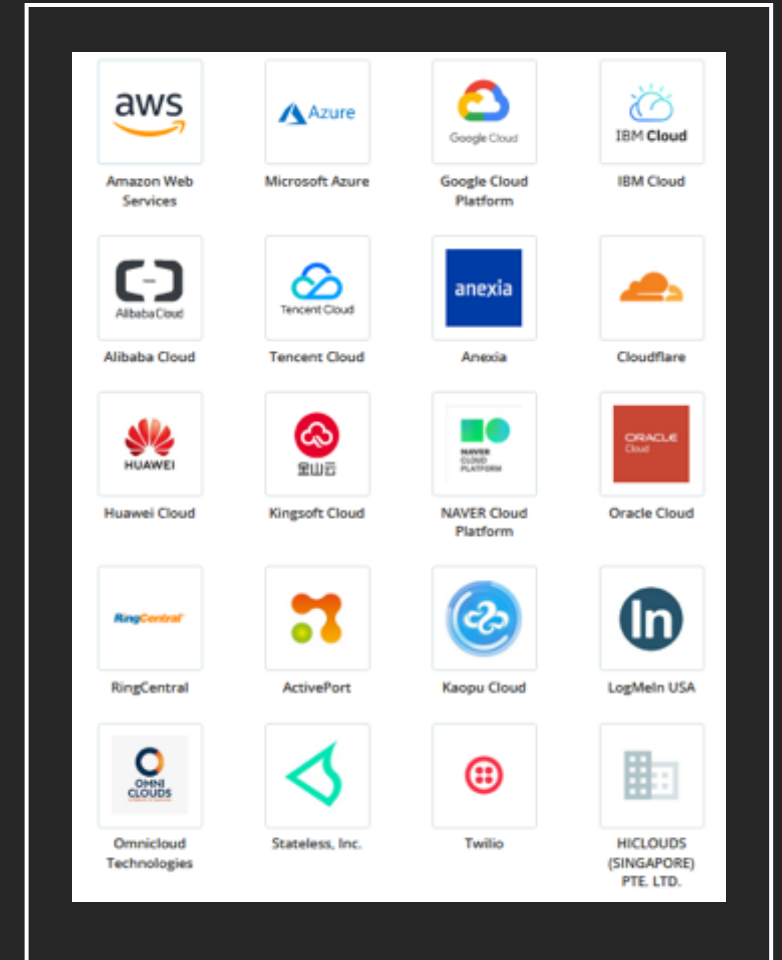 aws
Azure
Google Cloud
IBM Cloud
Amazon Web
Services
Microsoft Azure
Google Cloud
Platform
IBM Cloud
Alibaba Cloud
Tencent Cloud
anexia
Alibaba Cloud
Tencent Cloud
Anexia
Cloudflare
HUAWEI
金山云
NAVER
CLOUD
PLATFORM
ORACLE
Cloud
Huawei Cloud
Kingsoft Cloud
NAVER Cloud
Platform
Oracle Cloud
RingCentral
In
RingCentral
ActivePort
Kaopu Cloud
LogMeIn USA
OMNI
CLOUDS
Omnicloud
Technologies
Stateless, Inc.
Twilio
HICLOUDS
(SINGAPORE)
PTE. LTD.